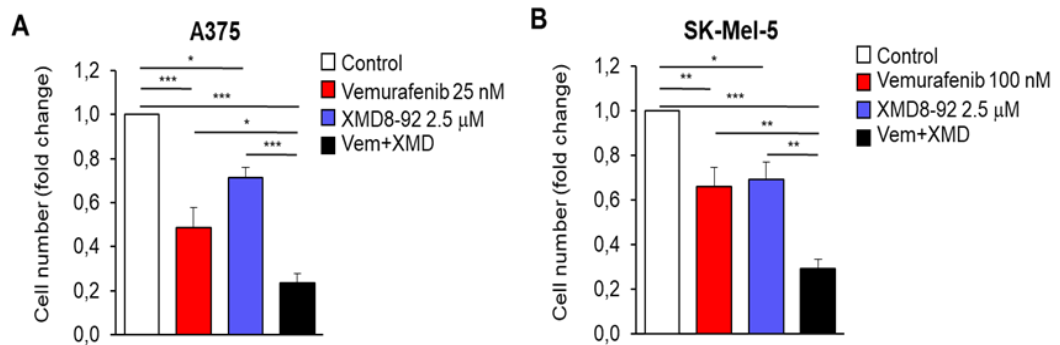 A
A375
Cell number (fold change)
1,2
1,0
0,8
0,6
0,4
0,2
0,0
*
***
***
*
***
Control
Vemurafenib 25 nM
XMD8-92 2.5 μM
Vem+XMD
B
SK-Mel-5
Cell number (fold change)
1,2
1,0
0,8
0,6
0,4
0,2
0,0
*
**
***
**
**
Control
Vemurafenib 100 nM
XMD8-92 2.5 μM
Vem+XMD